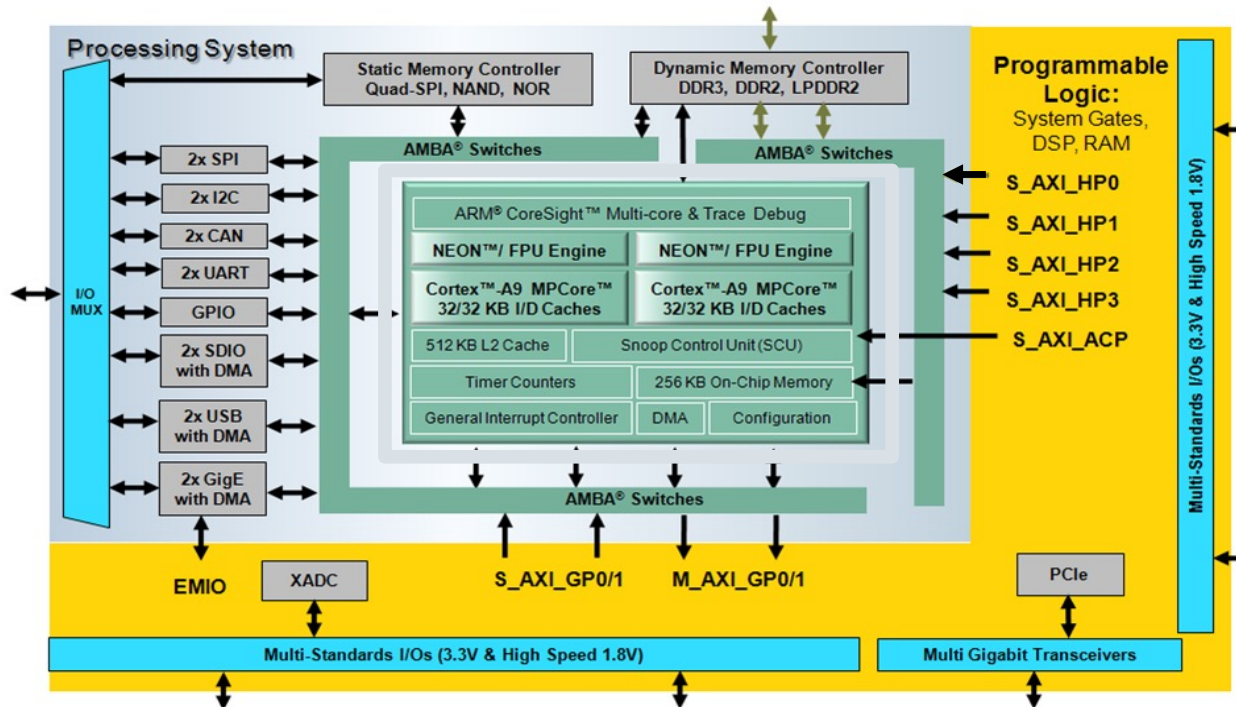 Processing System
Static Memory Controller
Quad-SPI, NAND, NOR
Dynamic Memory Controller
DDR3, DDR2, LPDDR2
Programmable
Logic:
System Gates,
DSP, RAM
AMBA® Switches
AMBA® Switches
2x SPI
2x I2C
2x CAN
2x UART
GPIO
2x SDIO
with DMA
2x USB
with DMA
2x GigE
with DMA
I/O
MUX
ARM® CoreSight™ Multi-core & Trace Debug
NEON™/ FPU Engine
NEON™/ FPU Engine
Cortex™-A9 MPCore™
32/32 KB I/D Caches
Cortex™-A9 MPCore™
32/32 KB I/D Caches
512 KB L2 Cache
Snoop Control Unit (SCU)
Timer Counters
256 KB On-Chip Memory
General Interrupt Controller
DMA
Configuration
AMBA® Switches
S_AXI_HP0
S_AXI_HP1
S_AXI_HP2
S_AXI_HP3
S_AXI_ACP
Multi-Standards I/Os (3.3V & High Speed 1.8V)
EMIO
XADC
S_AXI_GP0/1
M_AXI_GP0/1
PCIe
Multi-Standards I/Os (3.3V & High Speed 1.8V)
Multi Gigabit Transceivers